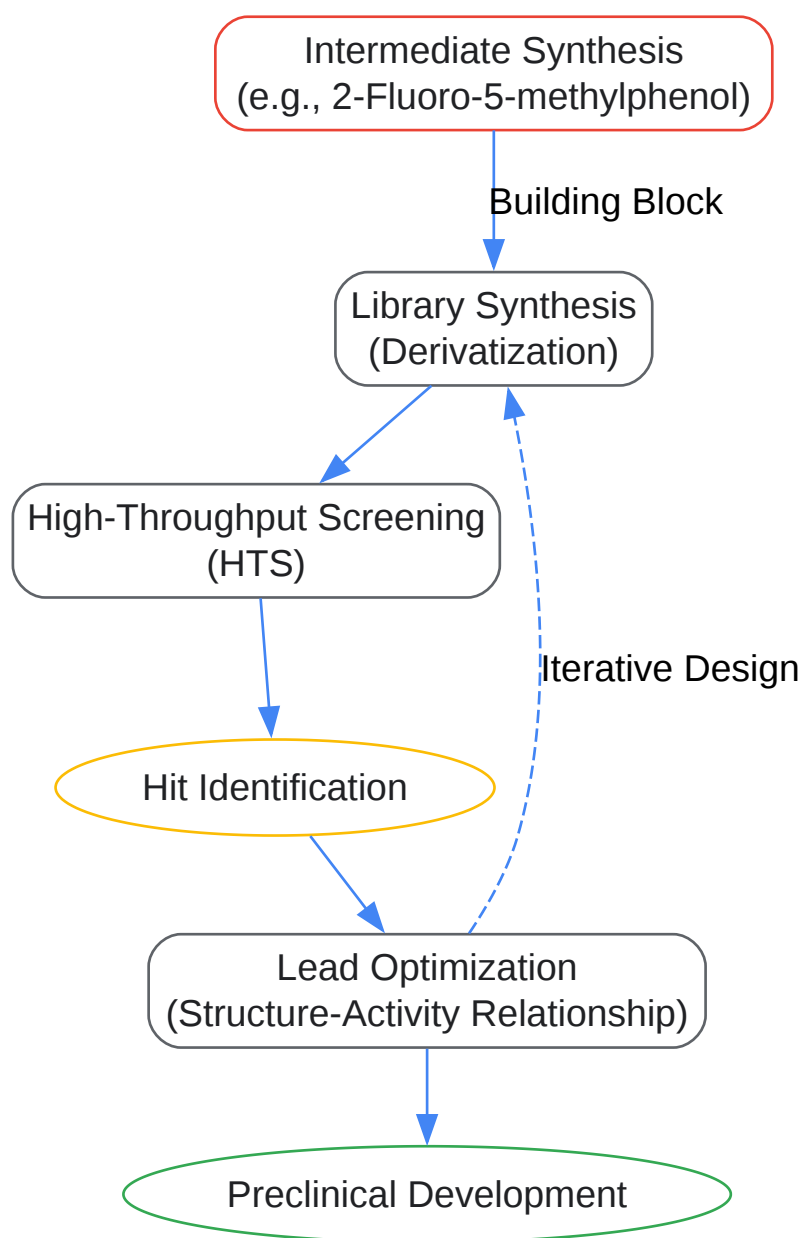 Intermediate Synthesis
(e.g., 2-Fluoro-5-methylphenol)
Building Block
Library Synthesis
(Derivatization)
High-Throughput Screening
(HTS)
Iterative Design
Hit Identification
Lead Optimization
(Structure-Activity Relationship)
Preclinical Development